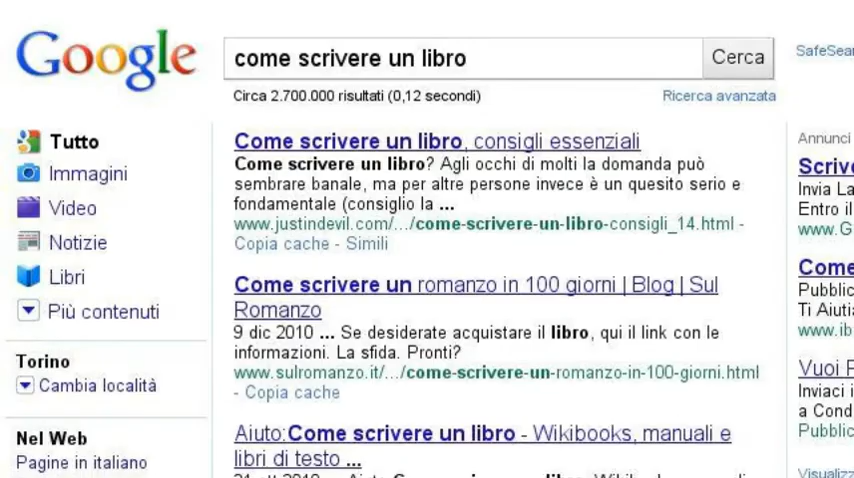 Google
come scrivere un libro
Cerca
Circa 2.700.000 risultati (0,12 secondi)
Ricerca avanzata
Tutto
Immagini
Video
Notizie
Libri
Più contenuti
Torino
Cambia località
Nel Web
Pagine in italiano
Come scrivere un libro, consigli essenziali
Come scrivere un libro? Agli occhi di molti la domanda può
sembrare banale, ma per altre persone invece è un quesito serio e
fondamentale (consiglio la ...
www.justindevil.com/.../come-scrivere-un-libro-consigli_14.html -
Copia cache - Simili
Come scrivere un romanzo in 100 giorni | Blog | Sul
Romanzo
9 dic 2010 ... Se desiderate acquistare il libro, qui il link con le
informazioni. La sfida. Pronti?
www.sulromanzo.it/.../come-scrivere-un-romanzo-in-100-giorni.html
- Copia cache
Aiuto:Come scrivere un libro - Wikibooks, manuali e
libri di testo ...
Annunci
Invia La
Entro il
www.G
Come
Pubblic
Ti Aiutia
www.ib
Vuoi
Inviaci i
a Cond
Pubblic